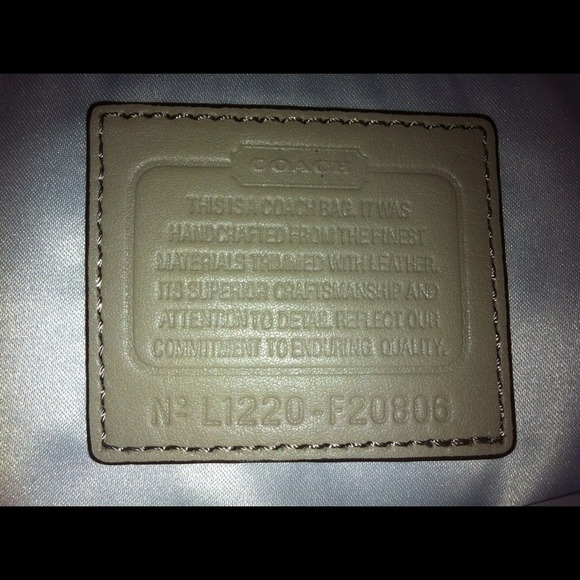 COACH
THIS IS A COACH BAG. IT WAS
HANDCRAFTED FROM THE FINEST
MATERIALS TRIMMED WITH LEATHER.
ITS SUPERIOR CRAFTSMANSHIP AND
ATTENTION TO DETAIL REFLECT OUR
COMMITMENT TO ENDURING QUALITY.
Nº L1220-F20806